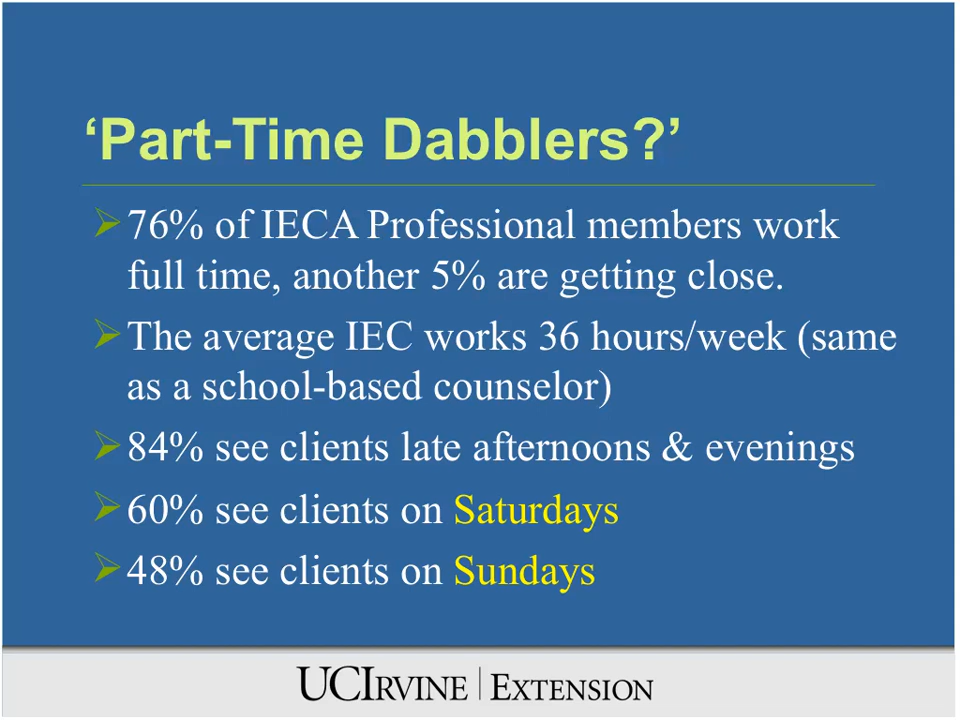 ‘Part-Time Dabblers?’
76% of IECA Professional members work
full time, another 5% are getting close.
The average IEC works 36 hours/week (same
as a school-based counselor)
84% see clients late afternoons & evenings
60% see clients on Saturdays
48% see clients on Sundays
UCIRVINE | EXTENSION